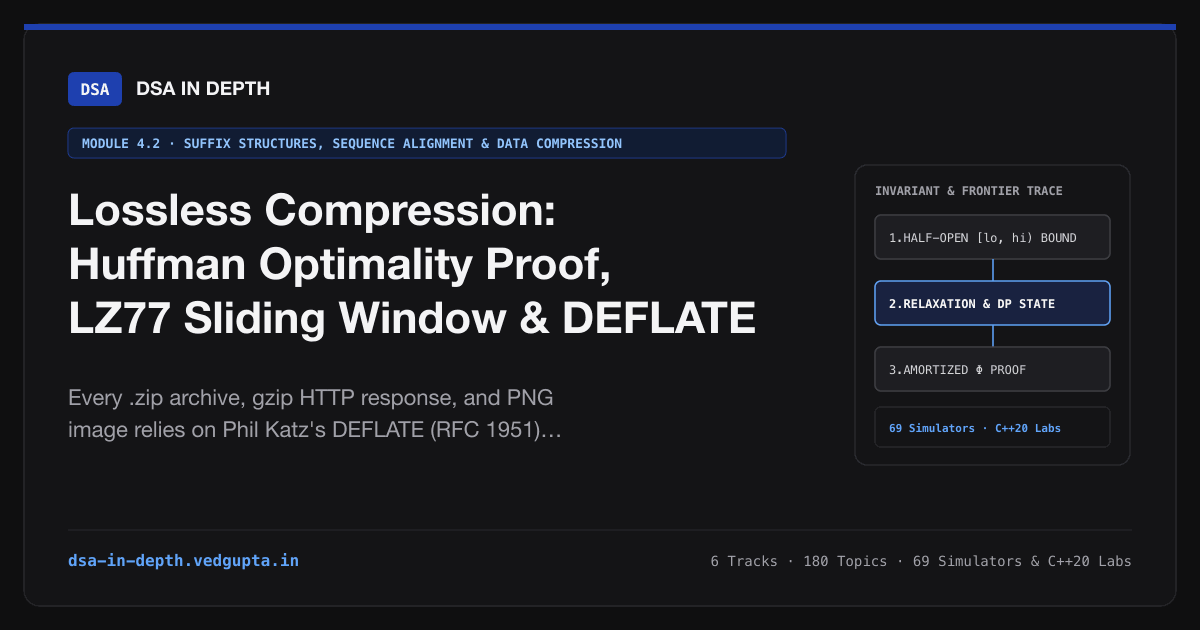 DSA
DSA IN DEPTH
MODULE 4.2 · SUFFIX STRUCTURES, SEQUENCE ALIGNMENT & DATA COMPRESSION
Lossless Compression:
Huffman Optimality Proof,
LZ77 Sliding Window & DEFLATE
Every .zip archive, gzip HTTP response, and PNG
image relies on Phil Katz's DEFLATE (RFC 1951)…
INVARIANT & FRONTIER TRACE
1.HALF-OPEN [lo, hi) BOUND
2.RELAXATION & DP STATE
3.AMORTIZED Φ PROOF
69 Simulators · C++20 Labs
dsa-in-depth.vedgupta.in
6 Tracks · 180 Topics · 69 Simulators & C++20 Labs